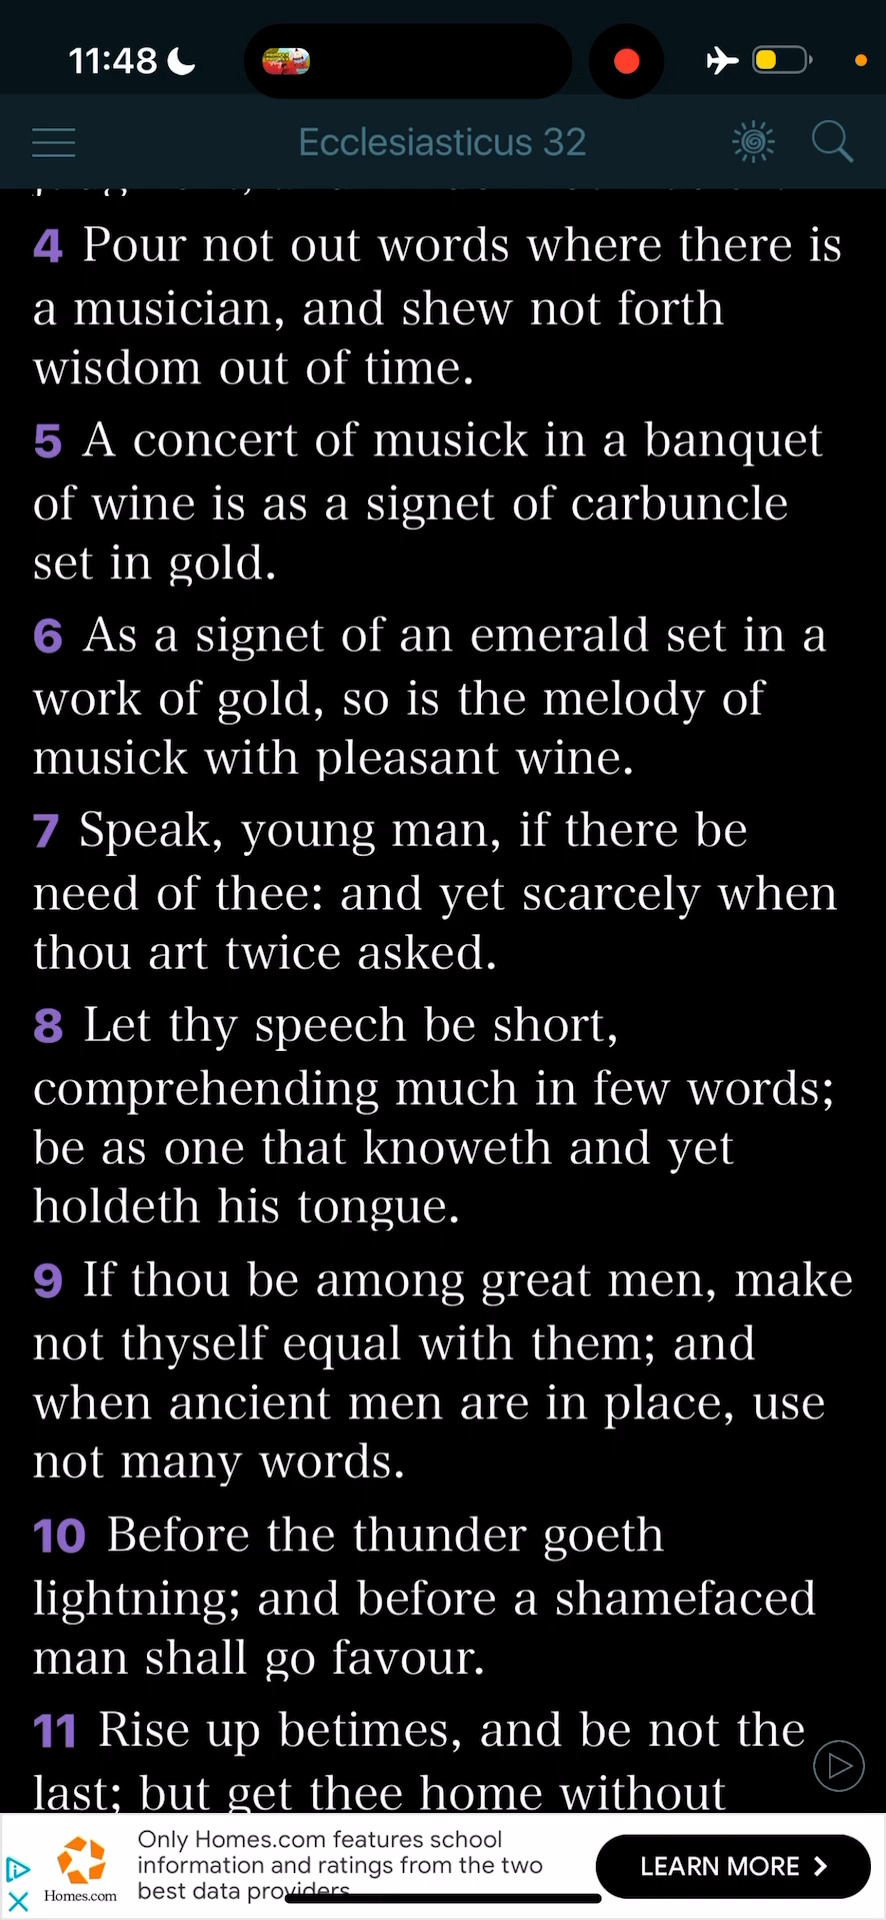 11:48
Ecclesiasticus 32
4 Pour not out words where there is
a musician, and shew not forth
wisdom out of time.
5 A concert of musick in a banquet
of wine is as a signet of carbuncle
set in gold.
6 As a signet of an emerald set in a
work of gold, so is the melody of
musick with pleasant wine.
7 Speak, young man, if there be
need of thee: and yet scarcely when
thou art twice asked.
8 Let thy speech be short,
comprehending much in few words;
be as one that knoweth and yet
holdeth his tongue.
9 If thou be among great men, make
not thyself equal with them; and
when ancient men are in place, use
not many words.
10 Before the thunder goeth
lightning; and before a shamefaced
man shall go favour.
11 Rise up betimes, and be not the
last; but get thee home without
Only Homes.com features school
information and ratings from the two
best data providers
Homes.com
LEARN MORE